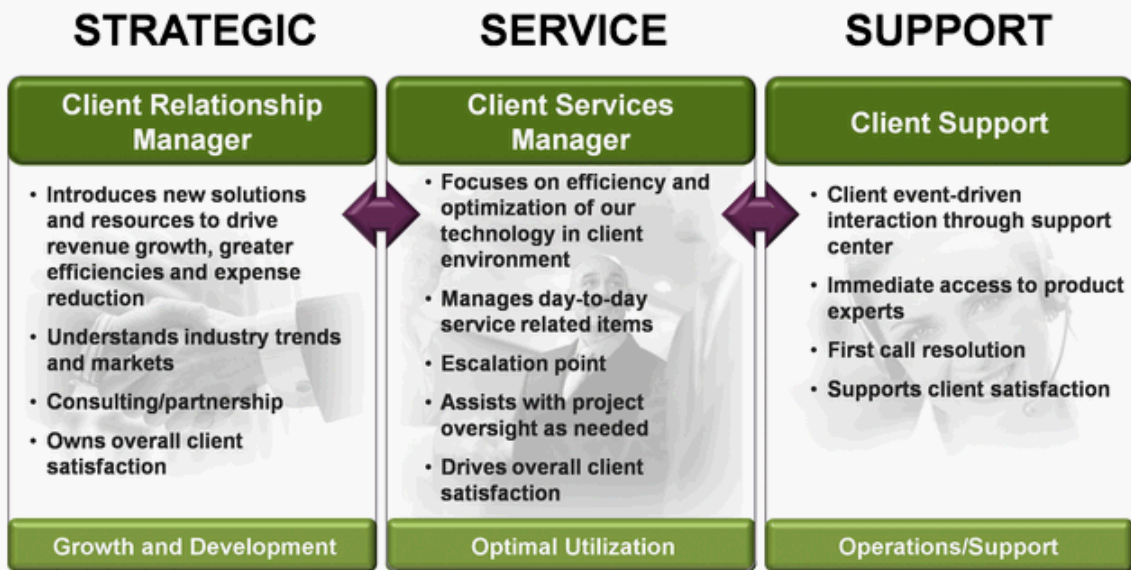 STRATEGIC
SERVICE
SUPPORT
Client Relationship
Manager
• Introduces new solutions
and resources to drive
revenue growth, greater
efficiencies and expense
reduction
• Understands industry trends
and markets
• Consulting/partnership
• Owns overall client
satisfaction
Growth and Development
Client Services
Manager
• Focuses on efficiency and
optimization of our
technology in client
environment
• Manages day-to-day
service related items
• Escalation point
• Assists with project
oversight as needed
• Drives overall client
satisfaction
Optimal Utilization
Client Support
• Client event-driven
interaction through support
center
• Immediate access to product
experts
• First call resolution
• Supports client satisfaction
Operations/Support